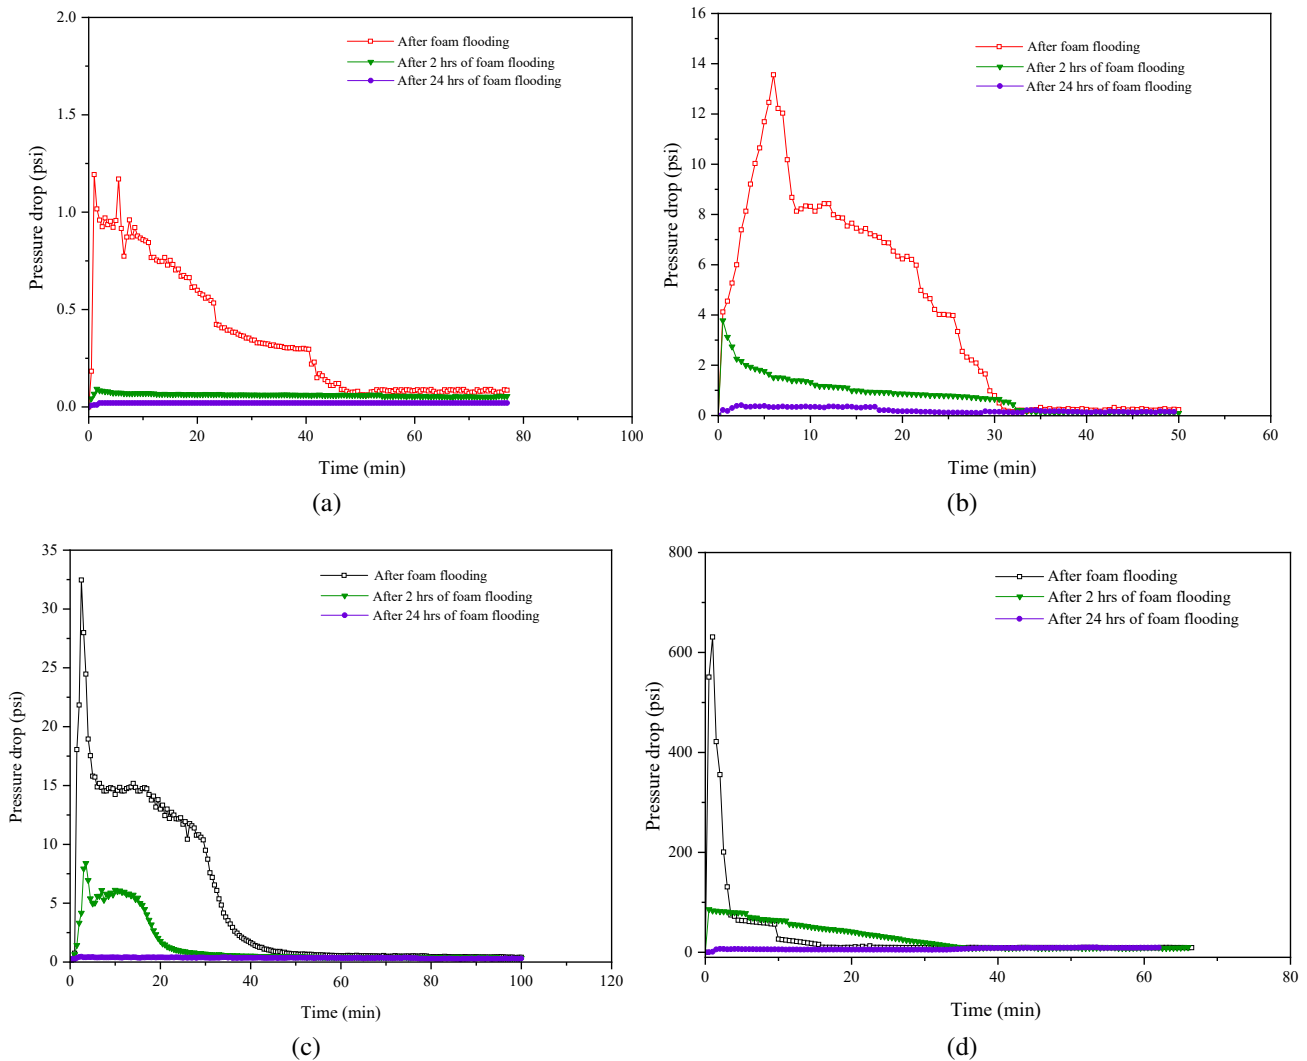 2.0
1.5
1.0
0.5
0.0
0
20
40
60
80
100
Pressure drop (psi)
Time (min)
After foam flooding
After 2 hrs of foam flooding
After 24 hrs of foam flooding
(a)
16
14
12
10
8
6
4
2
0
0
10
20
30
40
50
60
Pressure drop (psi)
Time (min)
After foam flooding
After 2 hrs of foam flooding
After 24 hrs of foam flooding
(b)
35
30
25
20
15
10
5
0
0
20
40
60
80
100
120
Pressure drop (psi)
Time (min)
After foam flooding
After 2 hrs of foam flooding
After 24 hrs of foam flooding
(c)
800
600
400
200
0
0
20
40
60
80
Pressure drop (psi)
Time (min)
After foam flooding
After 2 hrs of foam flooding
After 24 hrs of foam flooding
(d)